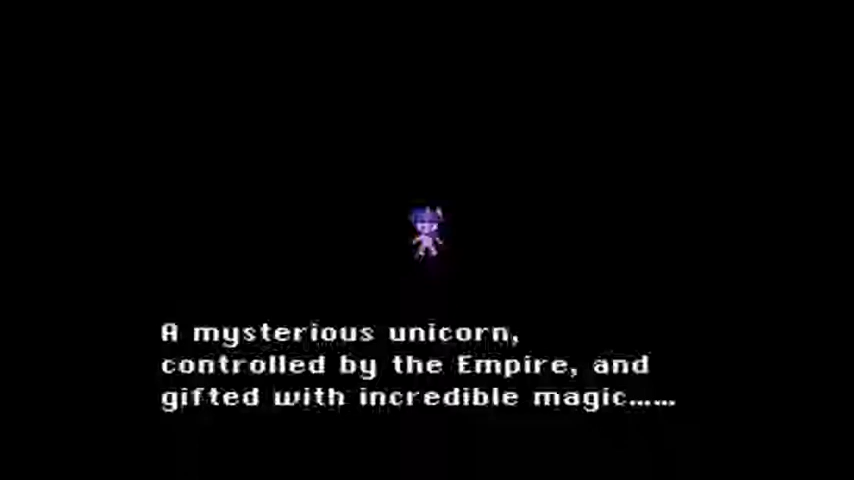 A mysterious unicorn,
controlled by the Empire, and
gifted with incredible magic……